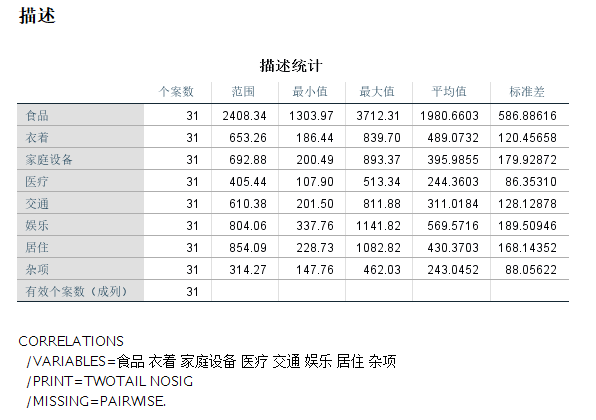 描述
描述统计
个案数 范围 最小值 最大值 平均值 标准差
食品 31 2408.34 1303.97 3712.31 1980.6603 586.88616
衣着 31 653.26 186.44 839.70 489.0732 120.45658
家庭设备 31 692.88 200.49 893.37 395.9855 179.92872
医疗 31 405.44 107.90 513.34 244.3603 86.35310
交通 31 610.38 201.50 811.88 311.0184 128.12878
娱乐 31 804.06 337.76 1141.82 569.5716 189.50946
居住 31 854.09 228.73 1082.82 430.3703 168.14352
杂项 31 314.27 147.76 462.03 243.0452 88.05622
有效个案数（成列） 31
CORRELATIONS
/VARIABLES=食品 衣着 家庭设备 医疗 交通 娱乐 居住 杂项
/PRINT=TWOTAIL NOSIG
/MISSING=PAIRWISE.